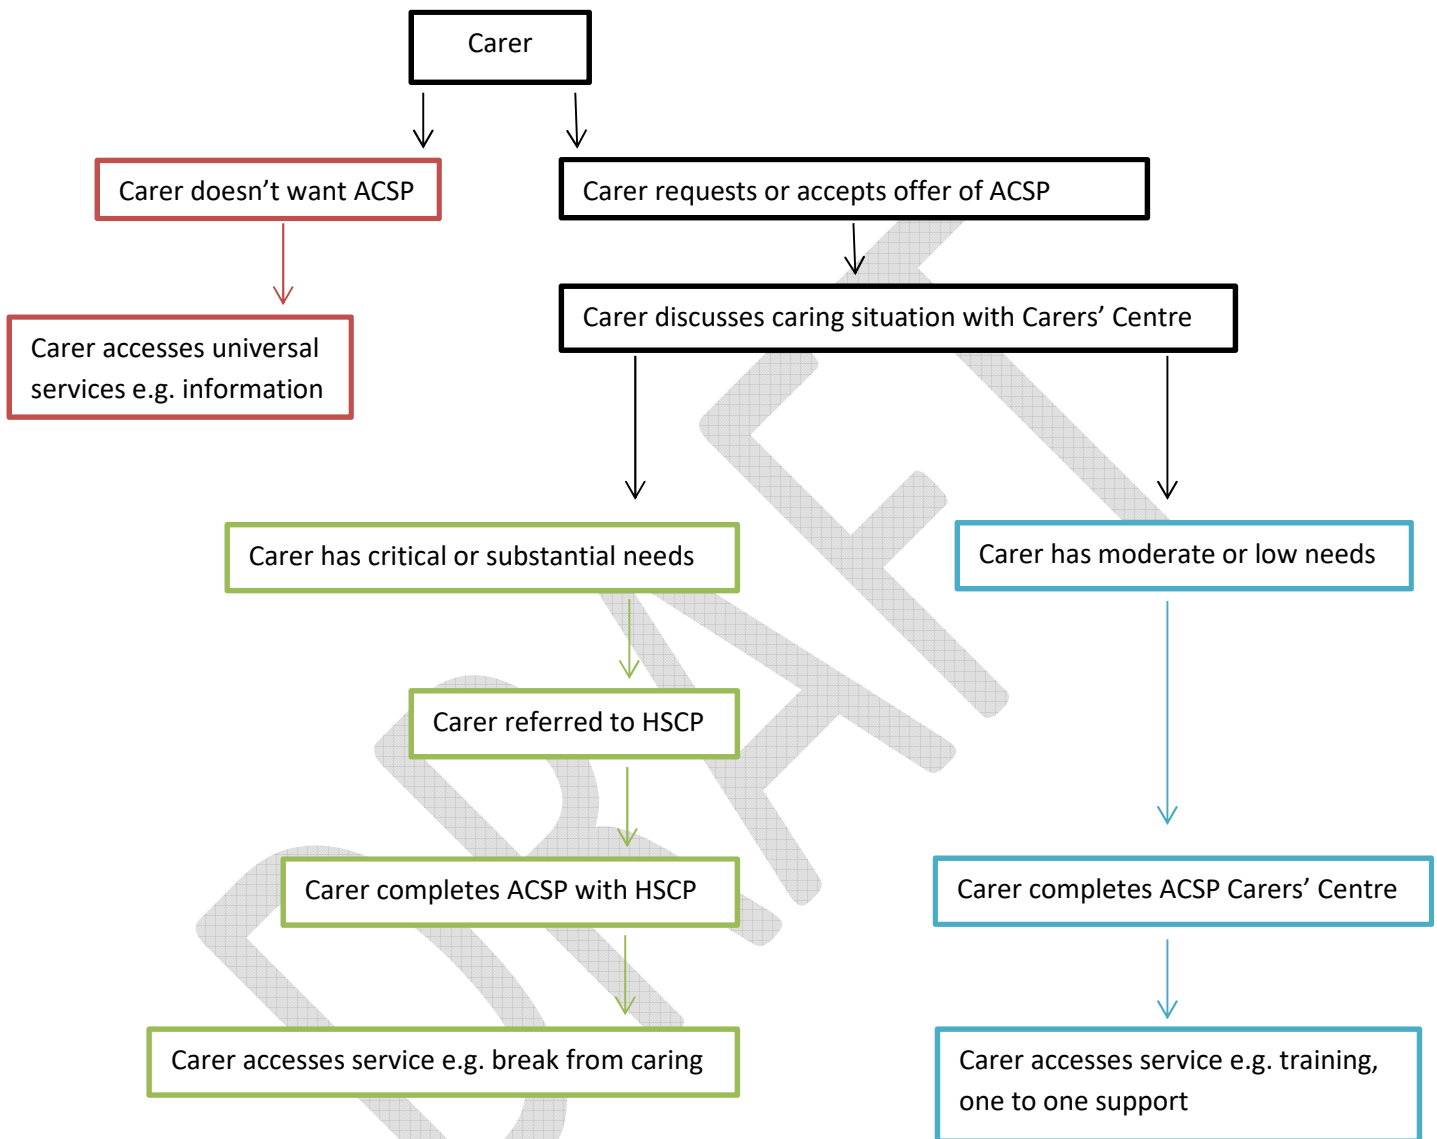 Carer
Carer doesn’t want ACSP
Carer requests or accepts offer of ACSP
Carer discusses caring situation with Carers’ Centre
Carer accesses universal
services e.g. information
Carer has critical or substantial needs
Carer has moderate or low needs
Carer referred to HSCP
Carer completes ACSP with HSCP
Carer completes ACSP Carers’ Centre
Carer accesses service e.g. break from caring
Carer accesses service e.g. training,
one to one support
DRAFT